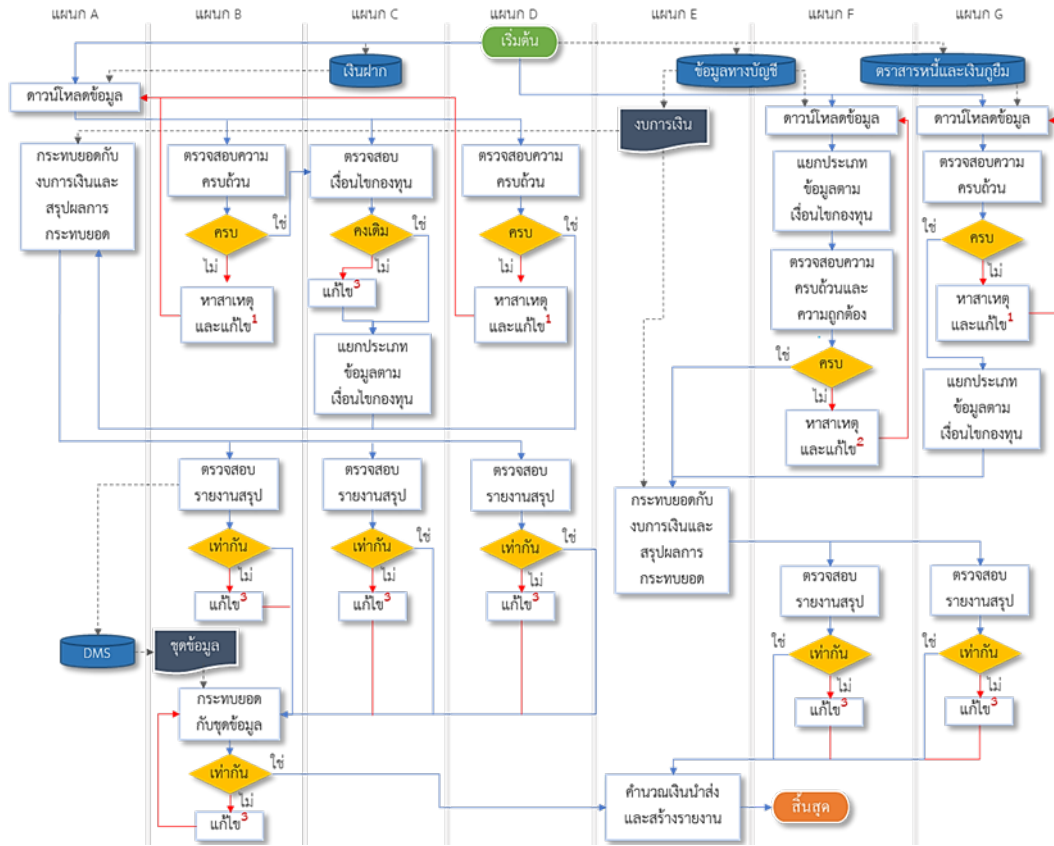 แผนก A
แผนก B
แผนก C
แผนก D
แผนก E
แผนก F
แผนก G
เริ่มต้น
เงินฝาก
ข้อมูลทางบัญชี
ตราสารหนี้และเงินกู้ยืม
ดาวน์โหลดข้อมูล
งบการเงิน
ดาวน์โหลดข้อมูล
ดาวน์โหลดข้อมูล
กระทบยอดกับ
งบการเงินและ
สรุปผลการ
กระทบยอด
ตรวจสอบความ
ครบถ้วน
ครบ
ใช่
ไม่
หาสาเหตุ
และแก้ไข1
ตรวจสอบ
เงื่อนไขกองทุน
คงเดิม
ใช่
ไม่
แก้ไข3
แยกประเภท
ข้อมูลตาม
เงื่อนไขกองทุน
ตรวจสอบความ
ครบถ้วน
ครบ
ใช่
ไม่
หาสาเหตุ
และแก้ไข1
แยกประเภท
ข้อมูลตาม
เงื่อนไขกองทุน
ตรวจสอบความ
ครบถ้วนและ
ความถูกต้อง
ใช่
ครบ
ไม่
หาสาเหตุ
และแก้ไข2
ตรวจสอบความ
ครบถ้วน
ใช่
ครบ
ไม่
หาสาเหตุ
และแก้ไข1
แยกประเภท
ข้อมูลตาม
เงื่อนไขกองทุน
ตรวจสอบ
รายงานสรุป
เท่ากัน
ใช่
ไม่
แก้ไข3
ตรวจสอบ
รายงานสรุป
เท่ากัน
ใช่
ไม่
แก้ไข3
ตรวจสอบ
รายงานสรุป
เท่ากัน
ใช่
ไม่
แก้ไข3
กระทบยอดกับ
งบการเงินและ
สรุปผลการ
กระทบยอด
ตรวจสอบ
รายงานสรุป
ใช่
เท่ากัน
ไม่
แก้ไข3
ตรวจสอบ
รายงานสรุป
ใช่
เท่ากัน
ไม่
แก้ไข3
DMS
ชุดข้อมูล
กระทบยอด
กับชุดข้อมูล
เท่ากัน
ใช่
ไม่
แก้ไข3
คำนวณเงินนำส่ง
และสร้างรายงาน
สิ้นสุด